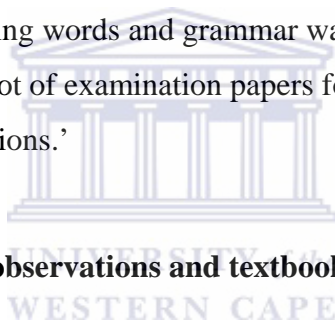 ing words and grammar wa
ot of examination papers fo
ions.’
observations and textbook
UNIVERSITY of the
WESTERN CAPE